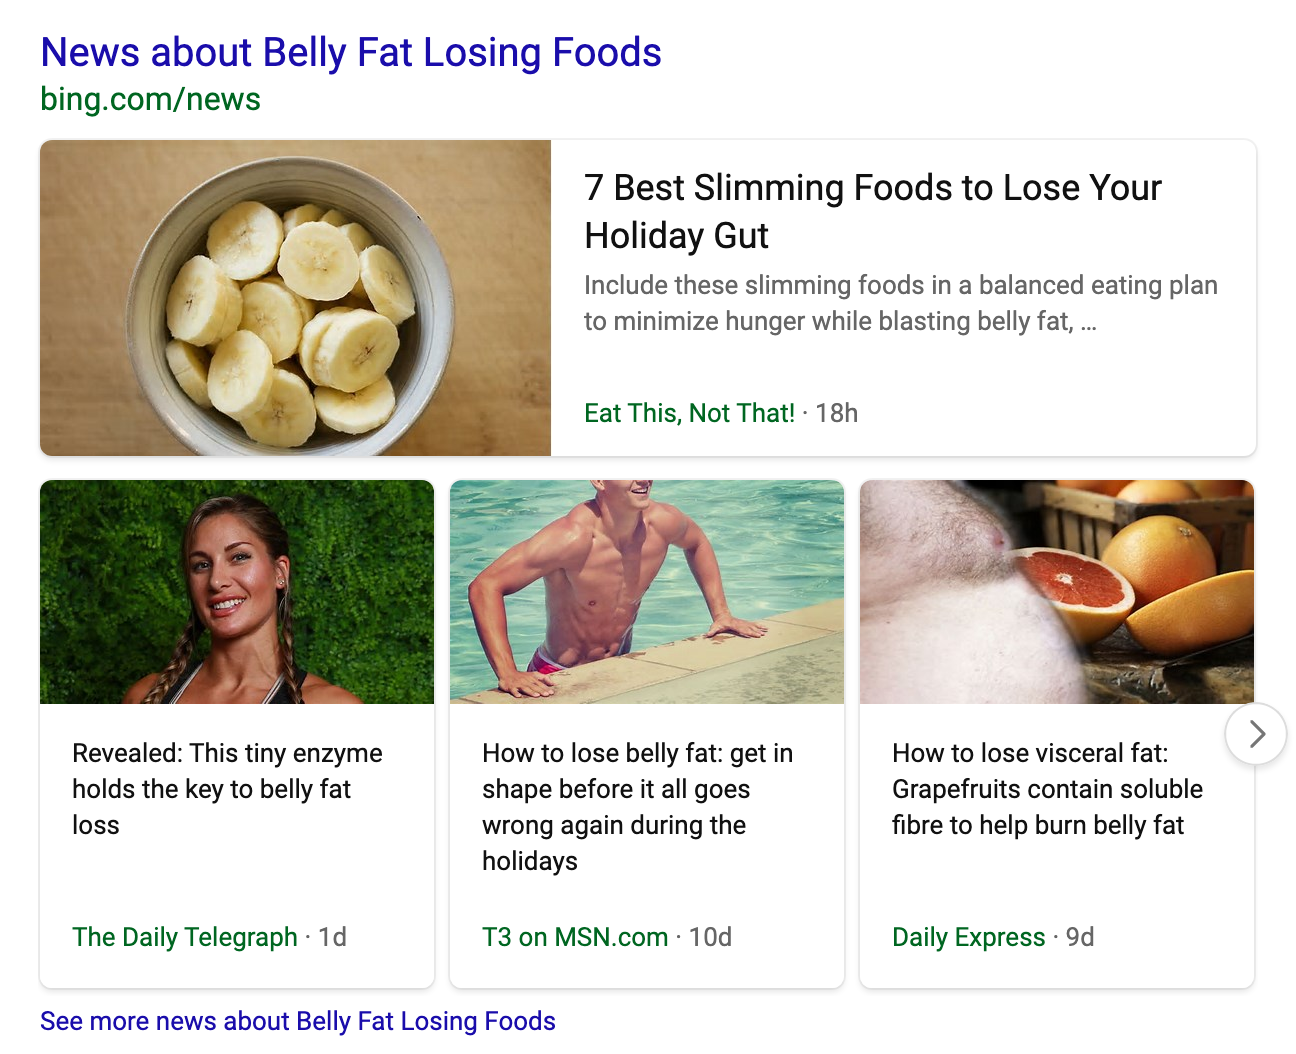 News about Belly Fat Losing Foods
bing.com/news
7 Best Slimming Foods to Lose Your
Holiday Gut
Include these slimming foods in a balanced eating plan
to minimize hunger while blasting belly fat, ...
Eat This, Not That! · 18h
Revealed: This tiny enzyme
holds the key to belly fat
loss
The Daily Telegraph · 1d
How to lose belly fat: get in
shape before it all goes
wrong again during the
holidays
T3 on MSN.com · 10d
How to lose visceral fat:
Grapefruits contain soluble
fibre to help burn belly fat
Daily Express · 9d
See more news about Belly Fat Losing Foods